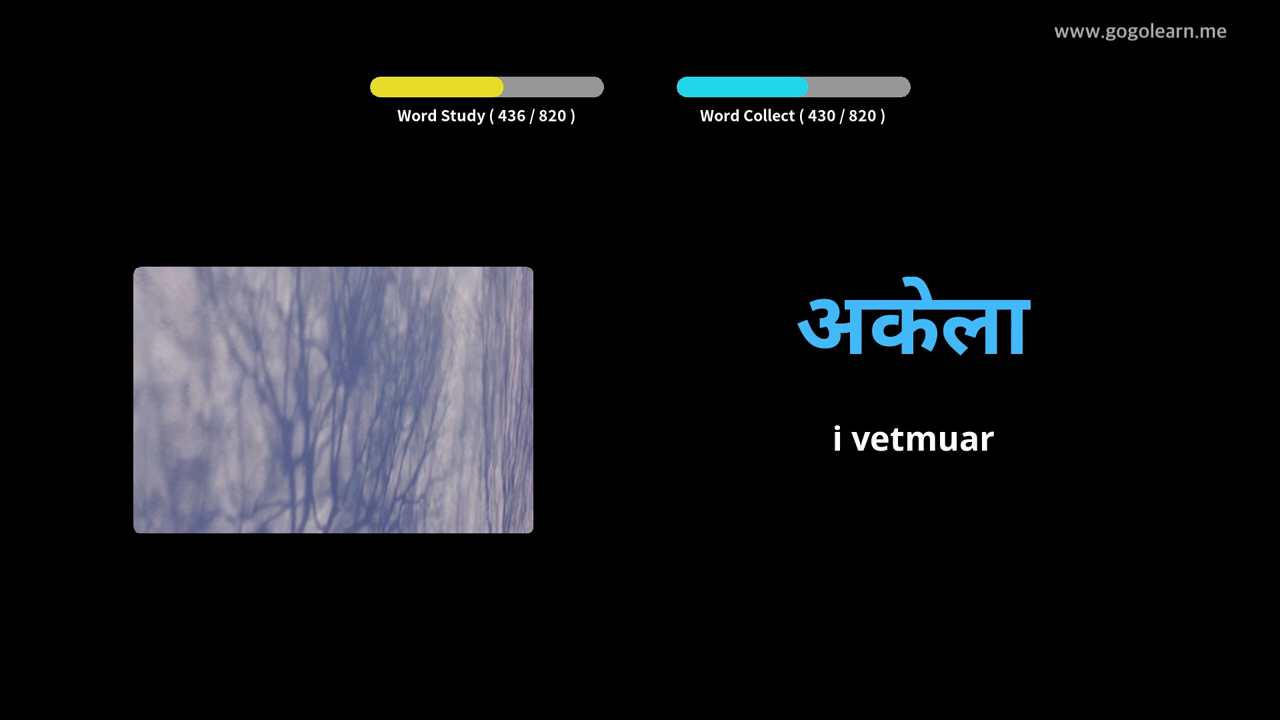 www.gogolearn.me
Word Study ( 436 / 820 )
Word Collect ( 430 / 820 )
अकेला
i vetmuar